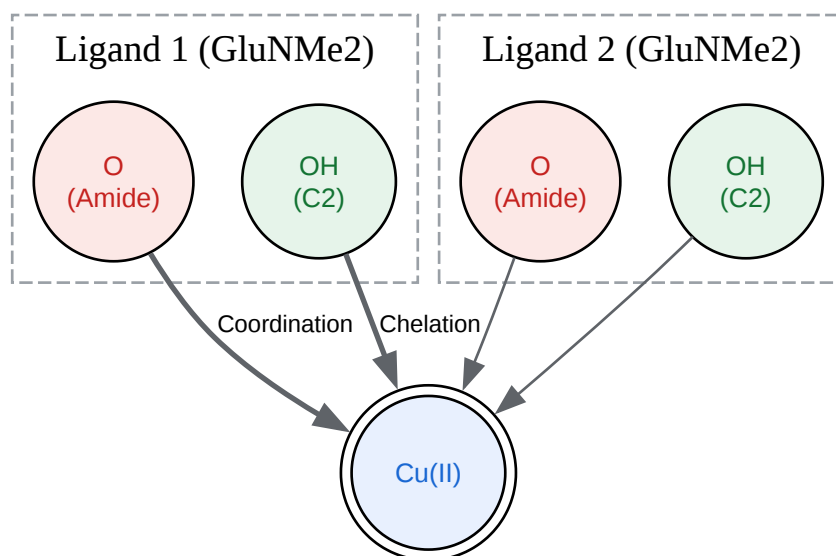 Ligand 1 (GluNMe2)
Ligand 2 (GluNMe2)
O
(Amide)
OH
(C2)
O
(Amide)
OH
(C2)
Coordination
Chelation
Cu(II)